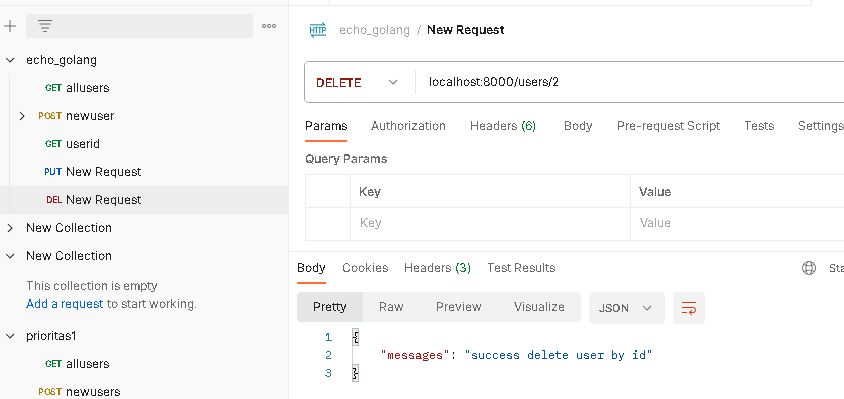 echo_golang
GET allusers
POST newuser
GET userid
PUT New Request
DEL New Request
New Collection
New Collection
This collection is empty
Add a request to start working.
prioritas1
GET allusers
POST newusers
HTTP echo_golang / New Request
DELETE localhost:8000/users/2
Params Authorization Headers (6) Body Pre-request Script Tests Settings
Query Params
Key Value
Key Value
Body Cookies Headers (3) Test Results Sta
Pretty Raw Preview Visualize JSON
1 {
2 "messages": "success delete user by id"
3 }